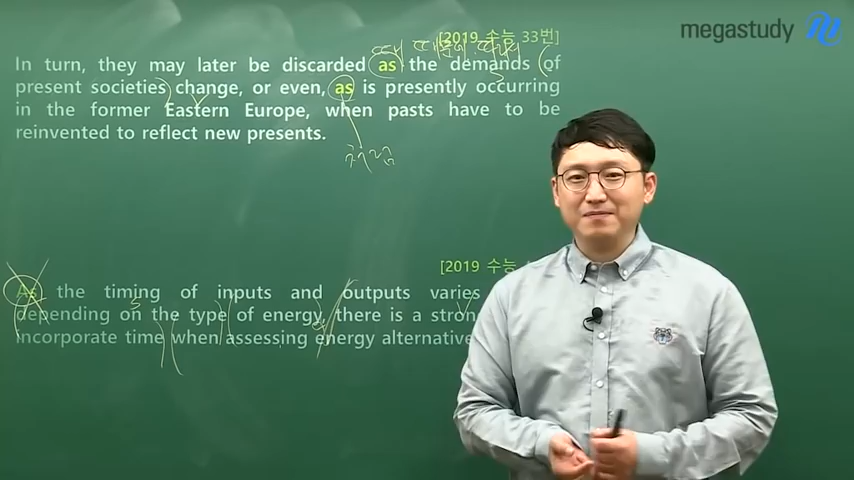 megastudy
[2019 수능 33번]
In turn, they may later be discarded as the demands of
present societies change, or even, as is presently occurring
in the former Eastern Europe, when pasts have to be
reinvented to reflect new presents.
[2019 수능
As the timing of inputs and outputs varies
depending on the type of energy, there is a stron
incorporate time when assessing energy alternative